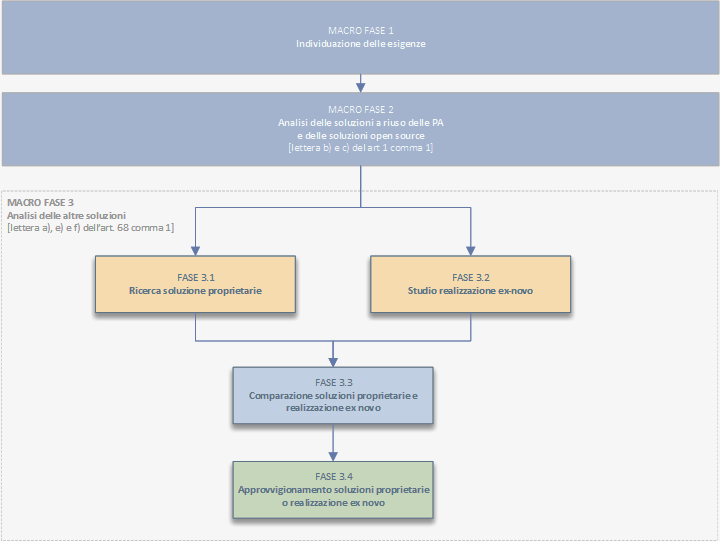 MACRO FASE 1
Individuazione delle esigenze
MACRO FASE 2
Analisi delle soluzioni a riuso delle PA
e delle soluzioni open source
[lettera b) e c) del art 1 comma 1]
MACRO FASE 3
Analisi delle altre soluzioni
[lettera a), e) e f) dell'art. 68 comma 1]
FASE 3.1
Ricerca soluzione proprietarie
FASE 3.2
Studio realizzazione ex-novo
FASE 3.3
Comparazione soluzioni proprietarie e
realizzazione ex novo
FASE 3.4
Approvvigionamento soluzioni proprietarie
o realizzazione ex novo